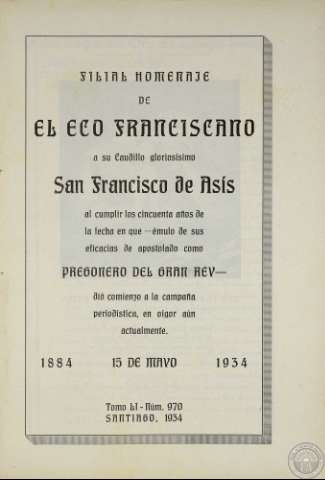 FILIAL HOMENAJE
DE
EL ECO FRANCISCANO
a su Caudillo gloriosísimo
San Francisco de Asís
al cumplir los cincuenta años de
la fecha en que —émulo de sus
eficacias de apostolado como
PREGONERO DEL GRAN REY—
dió comienzo a la campaña
periodística, en vigor aún
actualmente.
1884 15 DE MAYO 1934
Tomo LI - Núm. 970
SANTIAGO, 1934